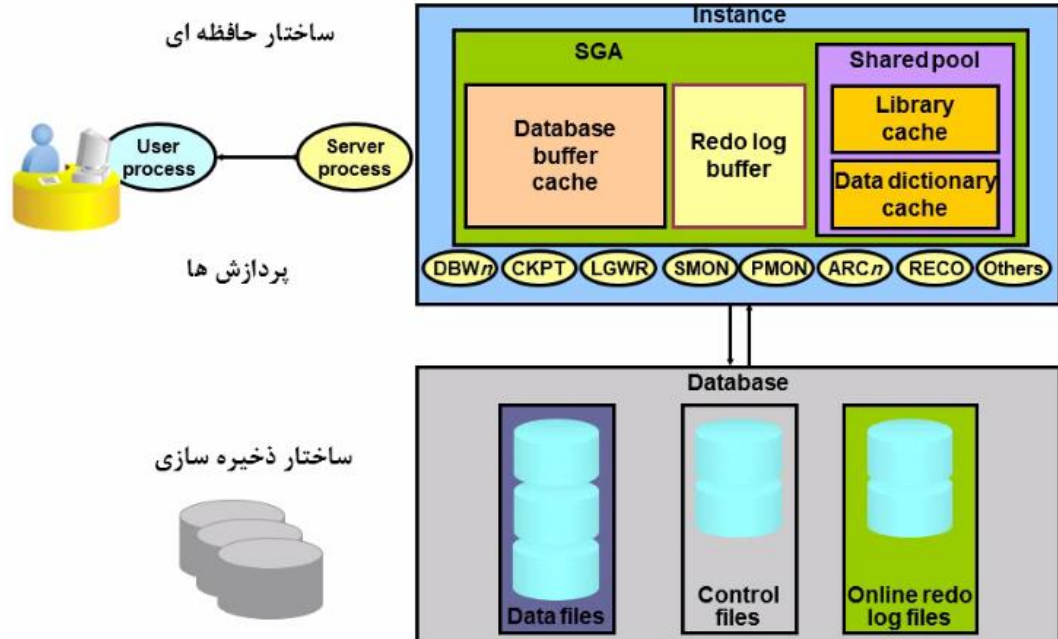 ساختار حافظه ای
Instance
SGA
Shared pool
Library
cache
Data dictionary
cache
Database
buffer
cache
Redo log
buffer
User
process
Server
process
پردازش ها
DBWn
CKPT
LGWR
SMON
PMON
ARCn
RECO
Others
Database
ساختار ذخیره سازی
Data files
Control
files
Online redo
log files